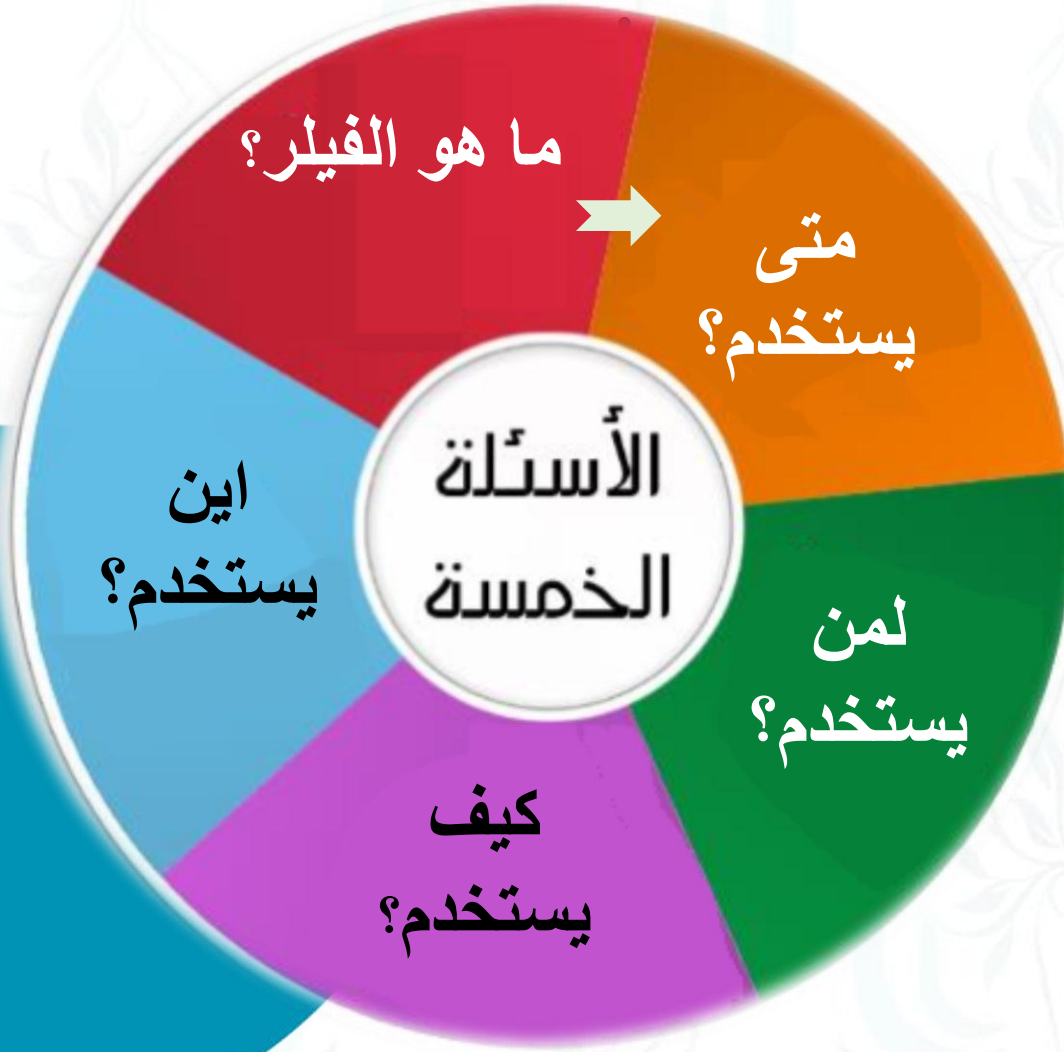 ما هو الفيلر؟
متى
يستخدم؟
لمن
يستخدم؟
كيف
يستخدم؟
اين
يستخدم؟
الأسئلة
الخمسة